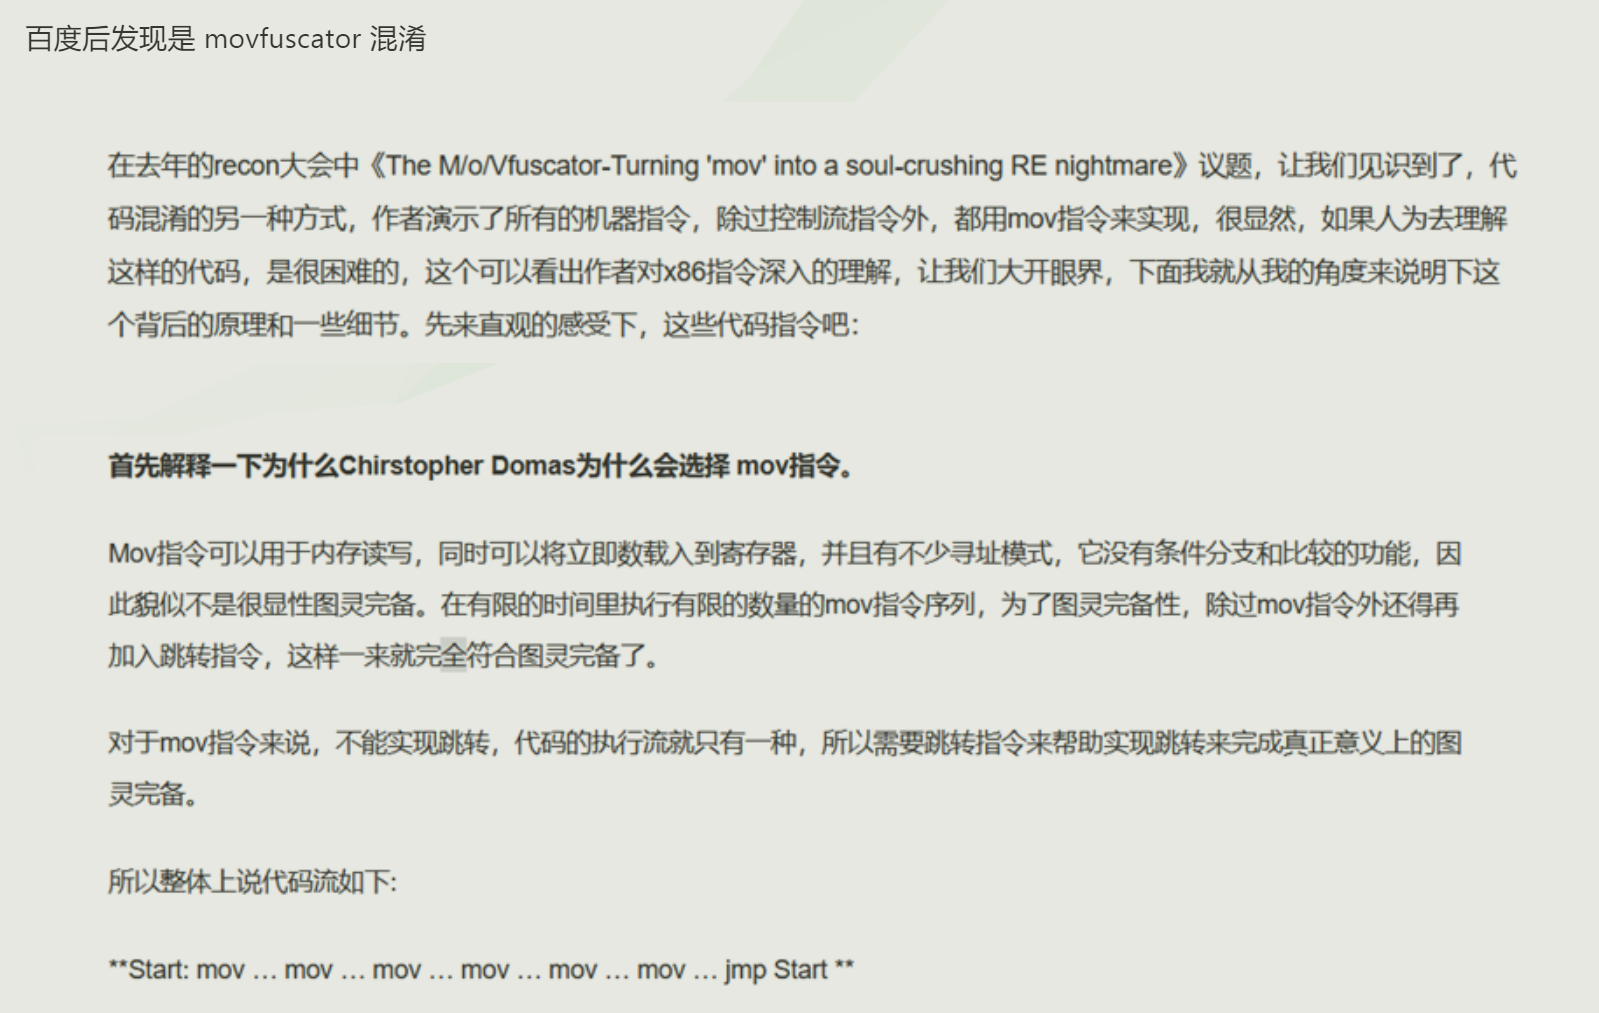 百度后发现是 movfuscator 混淆
在去年的recon大会中《The M/o/Vfuscator-Turning 'mov' into a soul-crushing RE nightmare》议题，让我们见识到了，代
码混淆的另一种方式，作者演示了所有的机器指令，除过控制流指令外，都用mov指令来实现，很显然，如果人为去理解
这样的代码，是很困难的，这个可以看出作者对x86指令深入的理解，让我们大开眼界，下面我就从我的角度来说明下这
个背后的原理和一些细节。先来直观的感受下，这些代码指令吧：
首先解释一下为什么Chirstopher Domas为什么会选择 mov指令。
Mov指令可以用于内存读写，同时可以将立即数载入到寄存器，并且有不少寻址模式，它没有条件分支和比较的功能，因
此貌似不是很显性图灵完备。在有限的时间里执行有限的数量的mov指令序列，为了图灵完备性，除过mov指令外还得再
加入跳转指令，这样一来就完全符合图灵完备了。
对于mov指令来说，不能实现跳转，代码的执行流就只有一种，所以需要跳转指令来帮助实现跳转来完成真正意义上的图
灵完备。
所以整体上说代码流如下:
**Start: mov … mov … mov … mov … mov … mov … jmp Start **